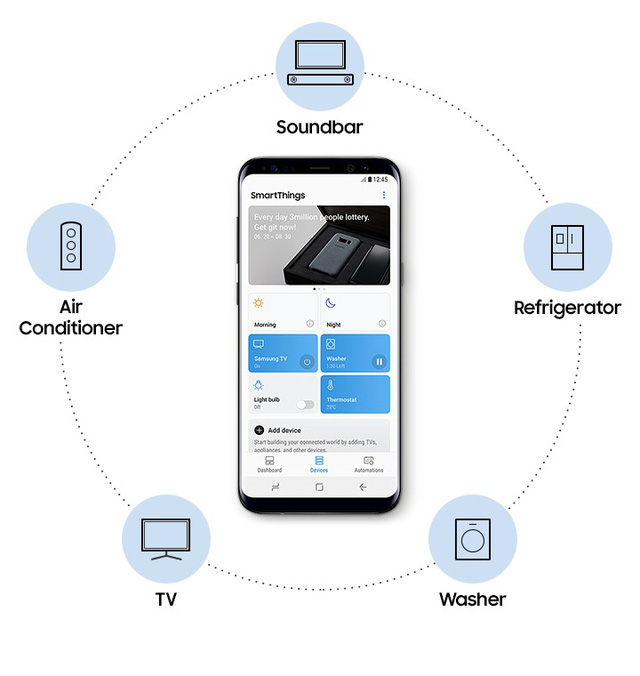 Soundbar
12:45
SmartThings
Every day 3million people lottery.
Get git now!
06. 20 ~ 08. 30
Air
Conditioner
Refrigerator
Morning
Night
Samsung TV
On
Washer
1:30 Left
Light bulb
Off
Thermostat
28°C
Add device
Start building your connected world by adding TVs,
appliances, and other devices.
Dashboard
Devices
Automations
TV
Washer